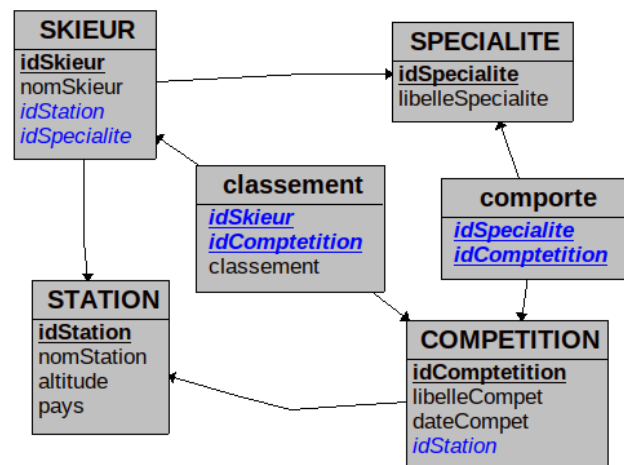 SKIEUR
idSkieur
nomSkieur
idStation
idSpecialite
SPECIALITE
idSpecialite
libelleSpecialite
classement
idSkieur
idComptetition
classement
comporte
idSpecialite
idComptetition
STATION
idStation
nomStation
altitude
pays
COMPETITION
idComptetition
libelleCompet
dateCompet
idStation